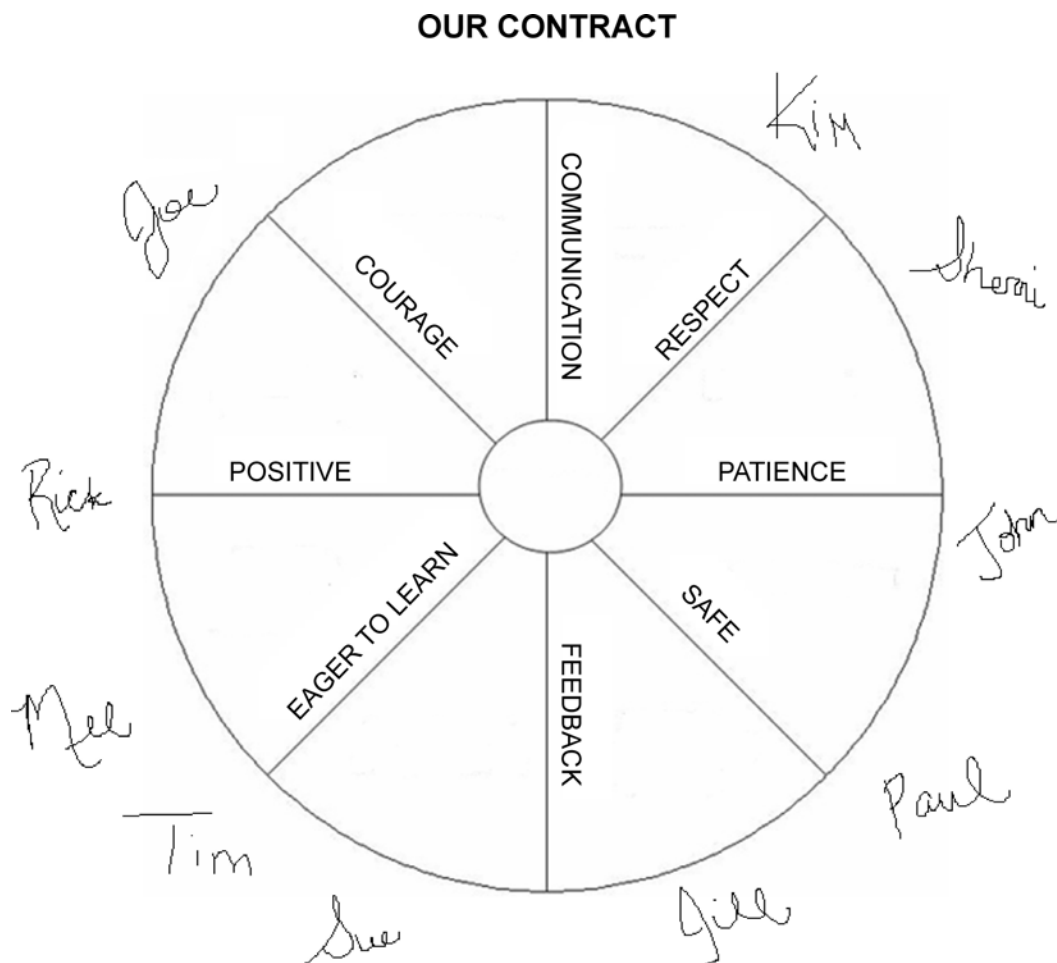 OUR CONTRACT
Kim
Joe
COMMUNICATION
Sherri
COURAGE
RESPECT
POSITIVE
PATIENCE
Rick
John
EAGER TO LEARN
SAFE
FEEDBACK
Paul
Tim
Sue
Jill